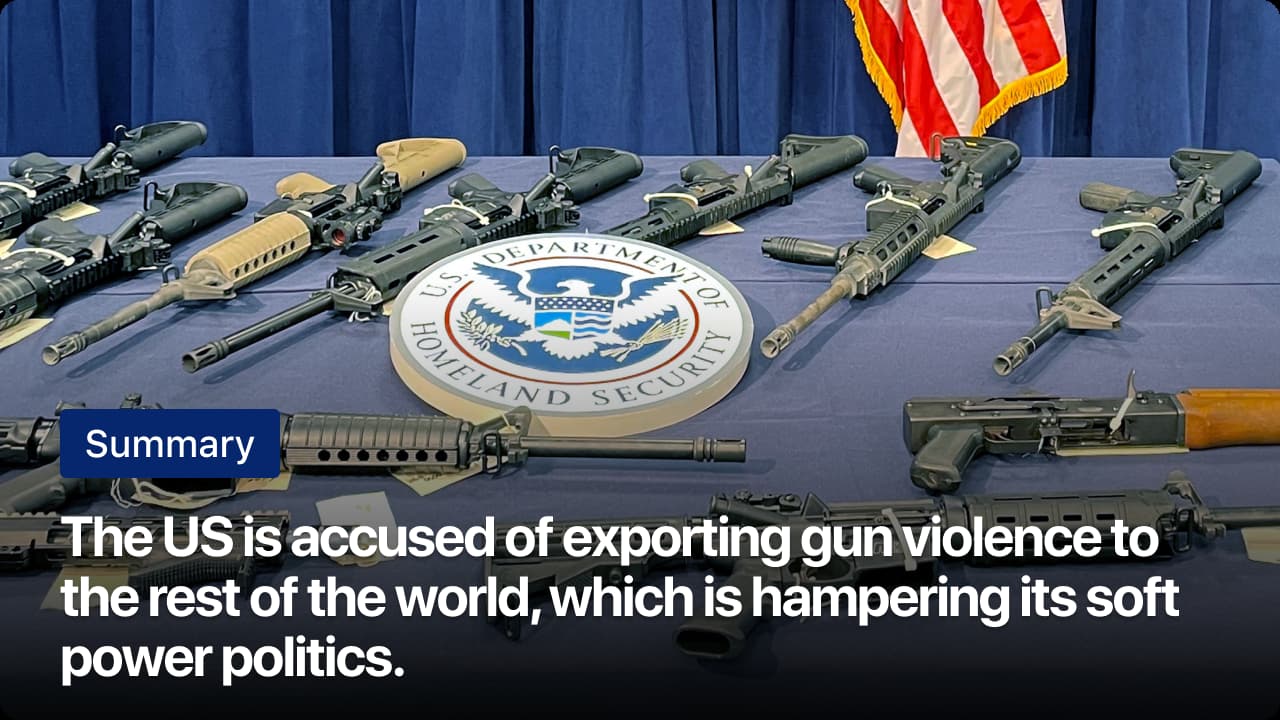 U.S. DEPARTMENT OF
HOMELAND SECURITY
Summary
The US is accused of exporting gun violence to
the rest of the world, which is hampering its soft
power politics.